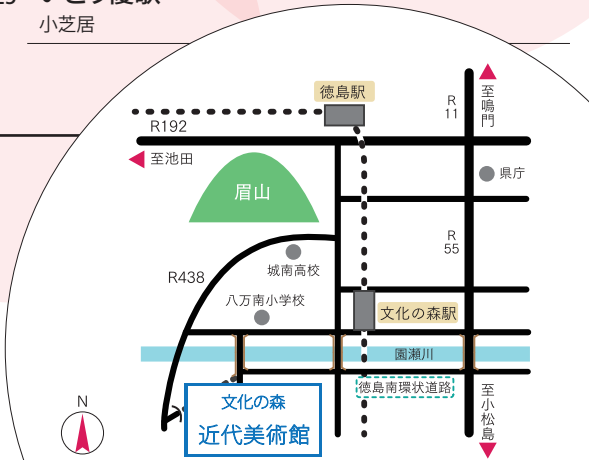 小芝居
徳島駅
R
11
至鳴門
R192
至池田
県庁
眉山
R
55
城南高校
R438
八万南小学校
文化の森駅
園瀬川
徳島南環状道路
至小松島
N
文化の森
近代美術館